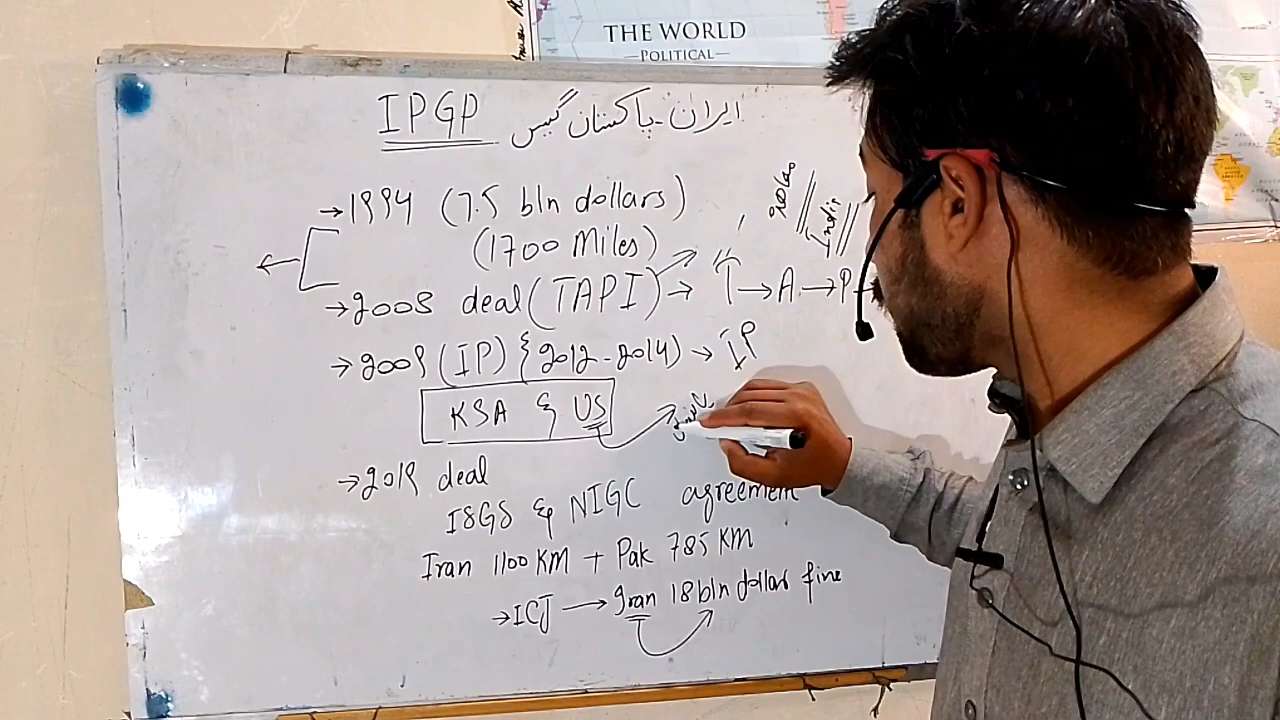 THE WORLD
POLITICAL
IPGP ایران-پاکستان گیس
→1994 (7.5 bln dollars)
(1700 Miles)
→2008 deal (TAPI) → T → A → P →
India
→2009 (IP) { 2012-2014) → IP
KSA & US
→2019 deal
ISGS & NIGC agreement
Iran 1100 KM + Pak 785 KM
→ICJ → Iran 18 bln dollar fine